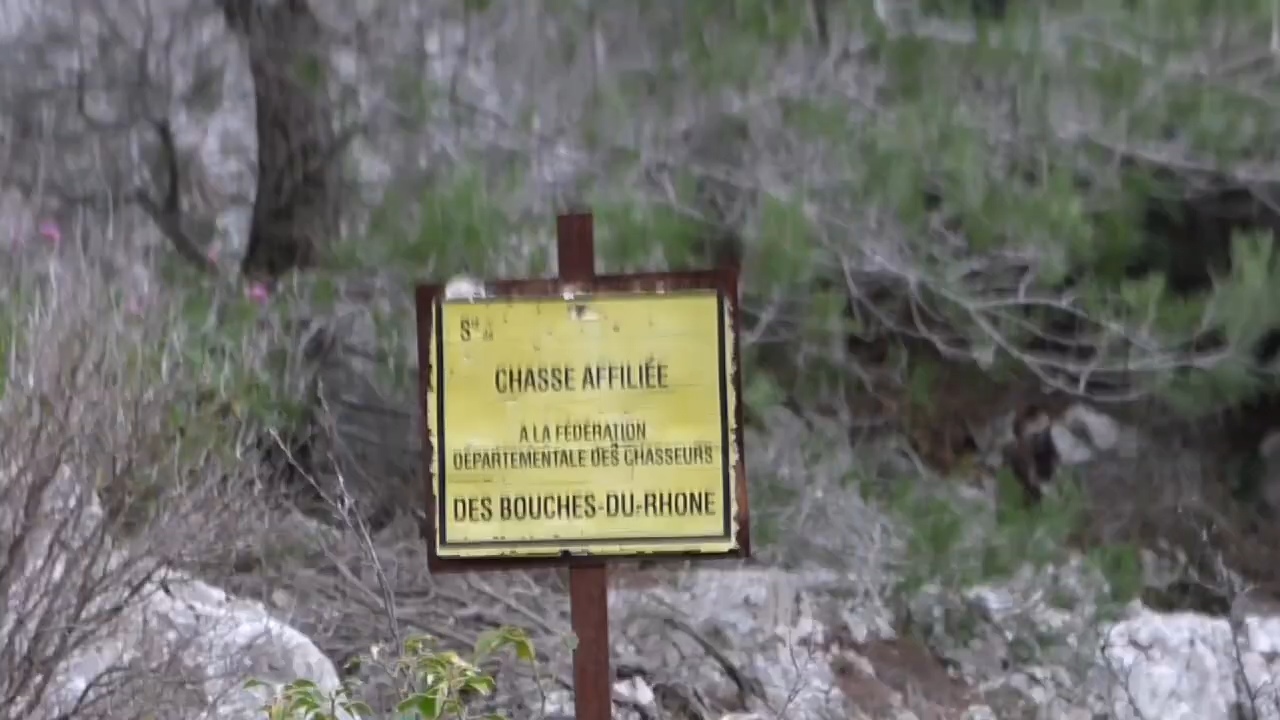 CHASSE AFFILIÉE
A LA FÉDÉRATION
DÉPARTEMENTALE DES CHASSEURS
DES BOUCHES-DU-RHONE